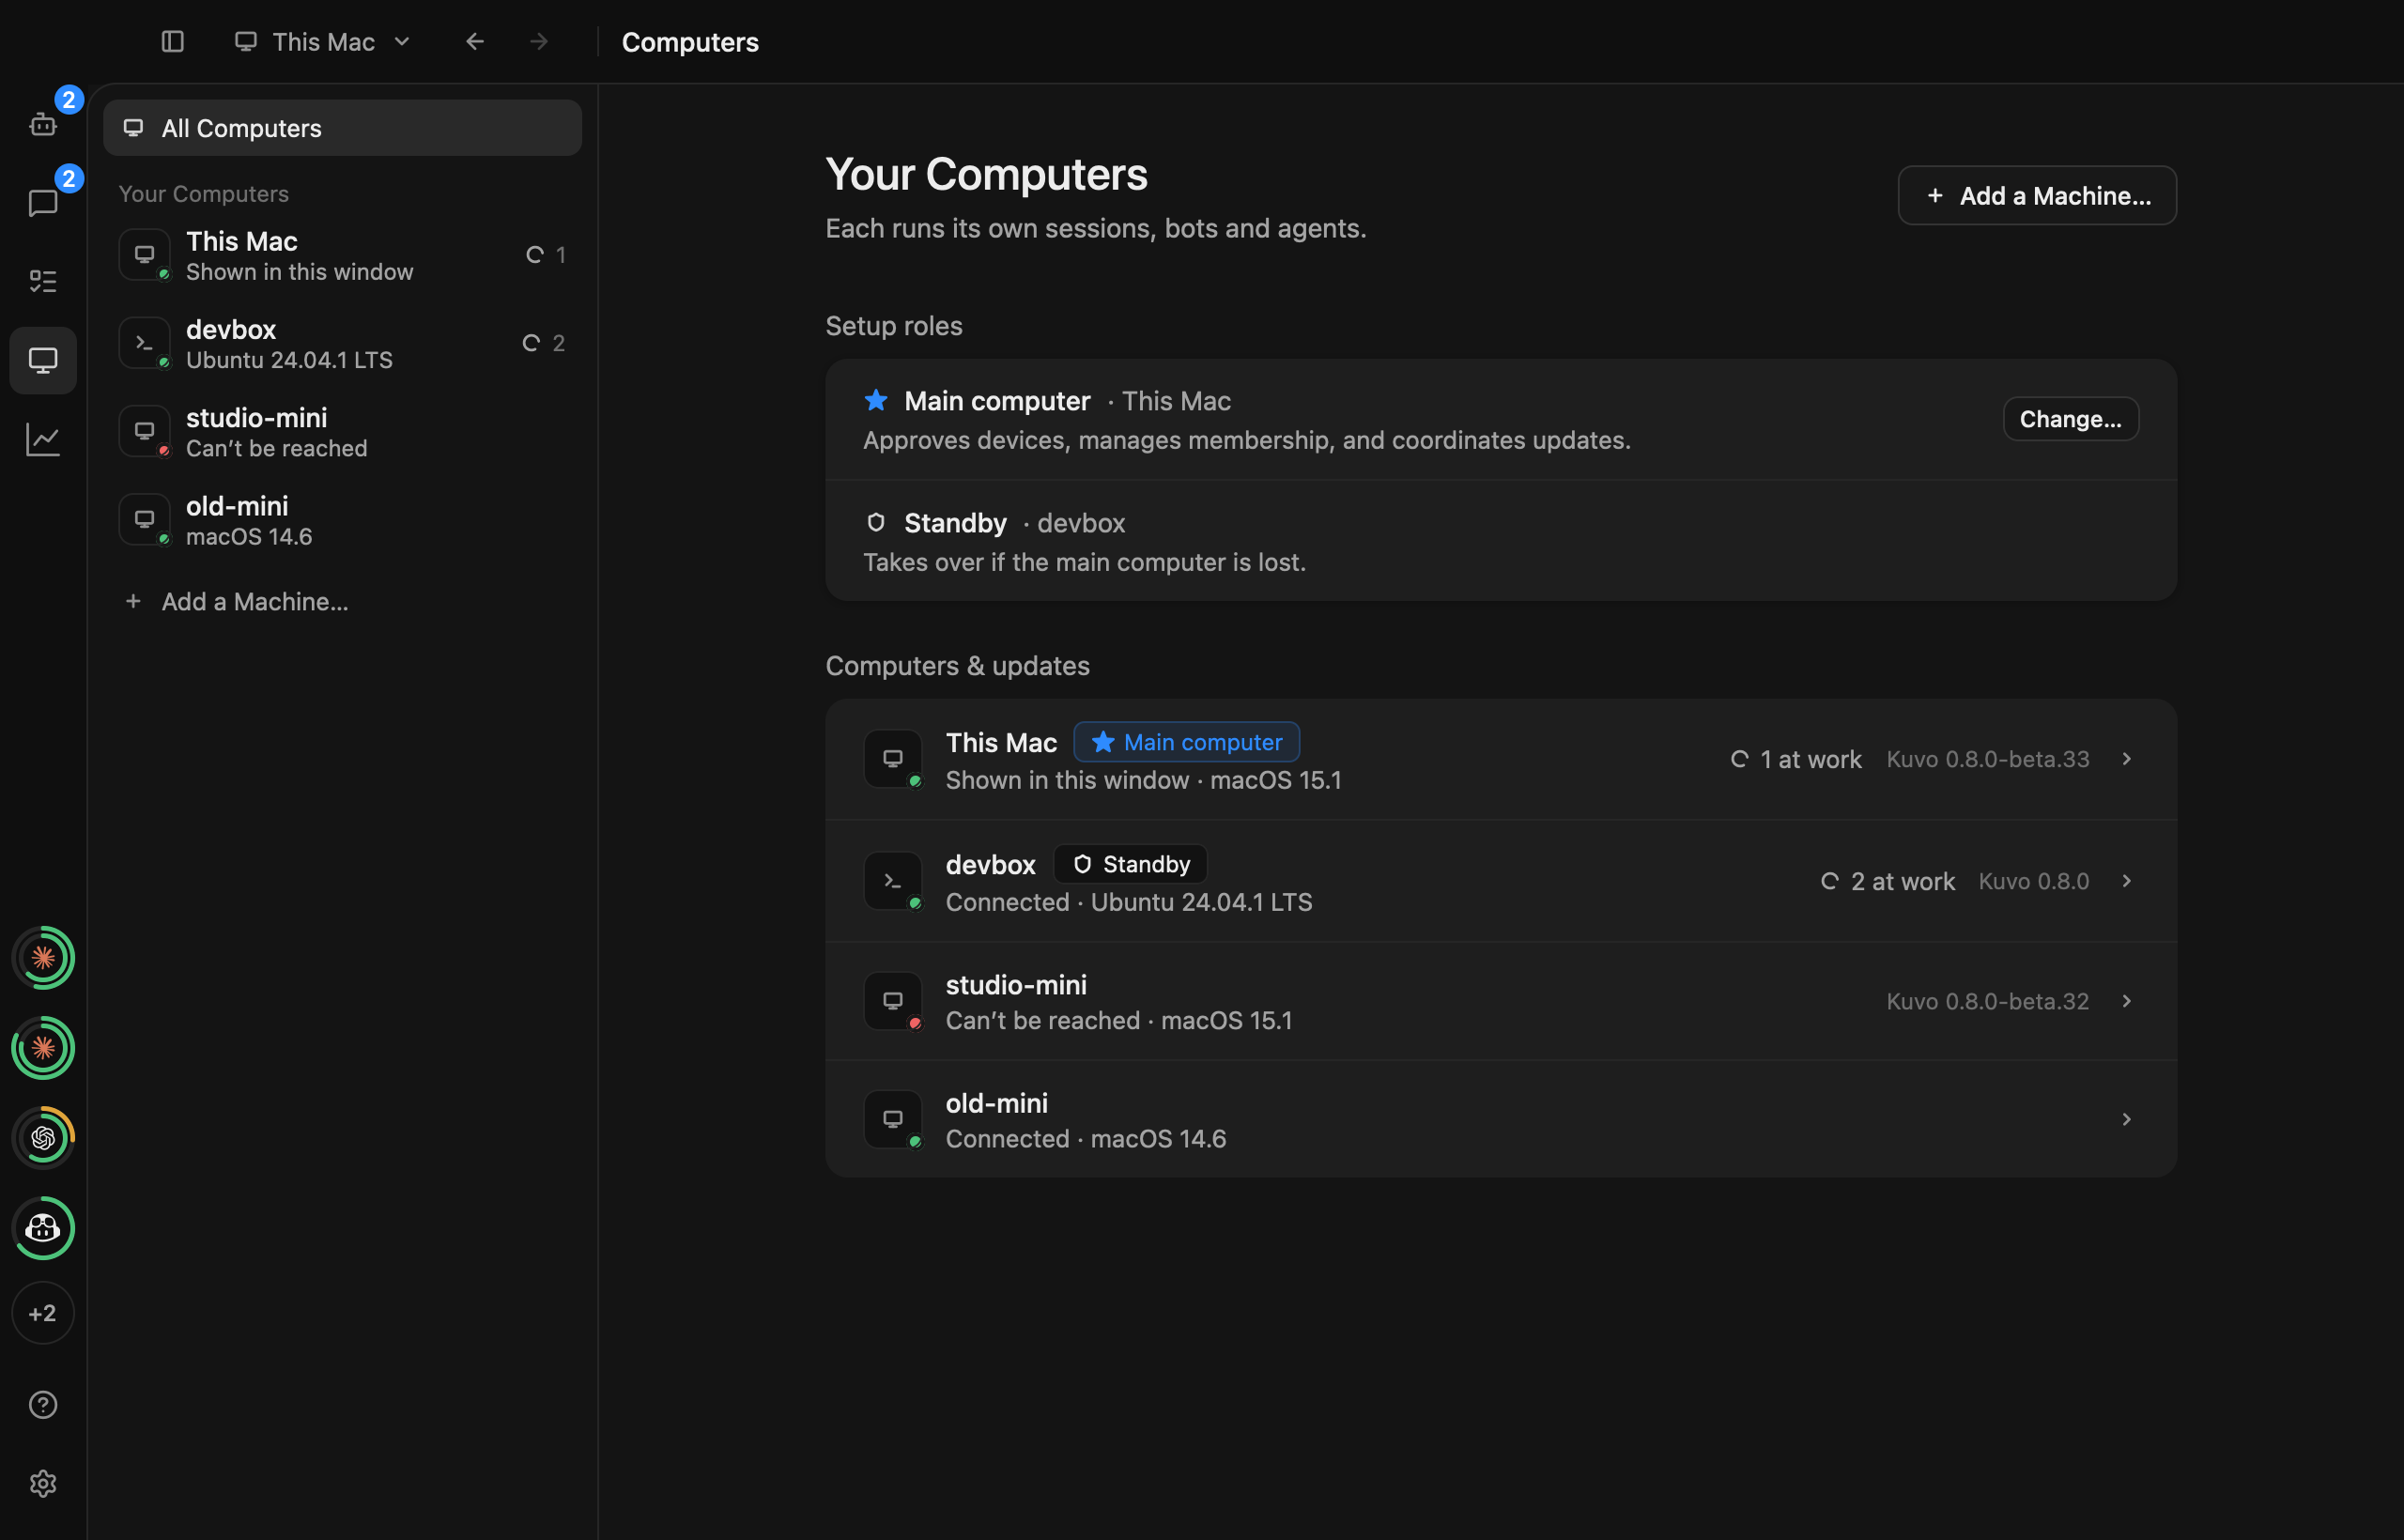 This Mac
Computers
2
2
All Computers
Your Computers
This Mac
Shown in this window
1
devbox
Ubuntu 24.04.1 LTS
2
studio-mini
Can’t be reached
old-mini
macOS 14.6
+ Add a Machine...
+2
Your Computers
Each runs its own sessions, bots and agents.
+ Add a Machine...
Setup roles
Main computer · This Mac
Approves devices, manages membership, and coordinates updates.
Change...
Standby · devbox
Takes over if the main computer is lost.
Computers & updates
This Mac Main computer
Shown in this window · macOS 15.1
1 at work Kuvo 0.8.0-beta.33
devbox Standby
Connected · Ubuntu 24.04.1 LTS
2 at work Kuvo 0.8.0
studio-mini
Can’t be reached · macOS 15.1
Kuvo 0.8.0-beta.32
old-mini
Connected · macOS 14.6